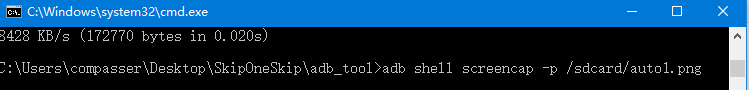 C:\Windows\system32\cmd.exe
8428 KB/s (172770 bytes in 0.020s)
C:\Users\compasser\Desktop\SkipOneSkip\adb_tool>adb shell screencap -p /sdcard/auto1.png